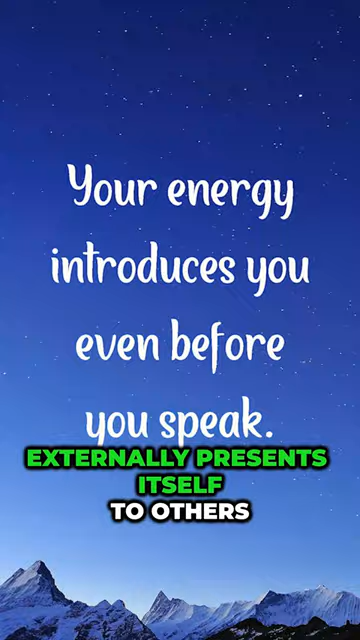 Your energy
introduces you
even before
you speak.
EXTERNALLY PRESENTS
ITSELF
TO OTHERS